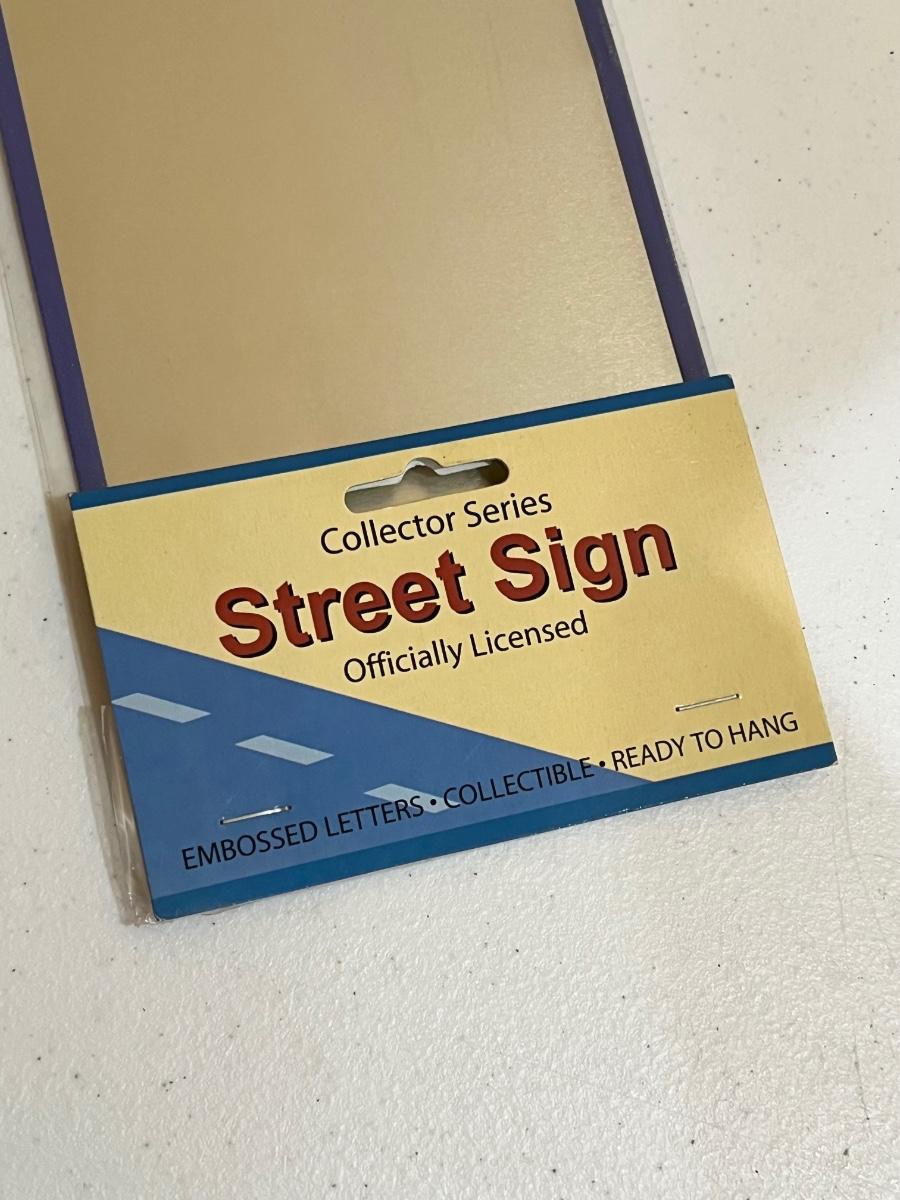 Collector Series
Street Sign
Officially Licensed
EMBOSSED LETTERS • COLLECTIBLE • READY TO HANG